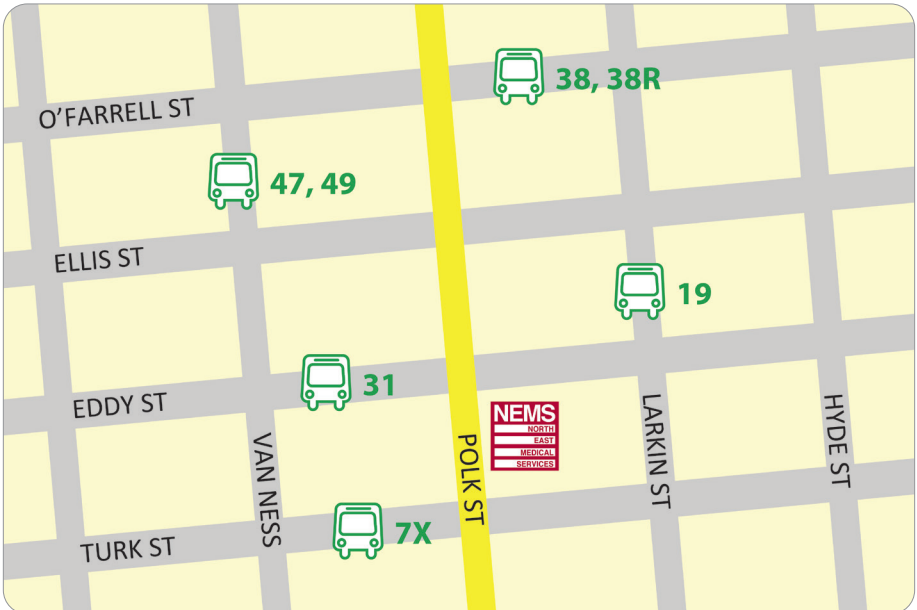 38, 38R
O'FARRELL ST
47, 49
ELLIS ST
19
31
EDDY ST
NEMS
NORTH
EAST
MEDICAL
SERVICES
VAN NESS
POLK ST
LARKIN ST
HYDE ST
7X
TURK ST